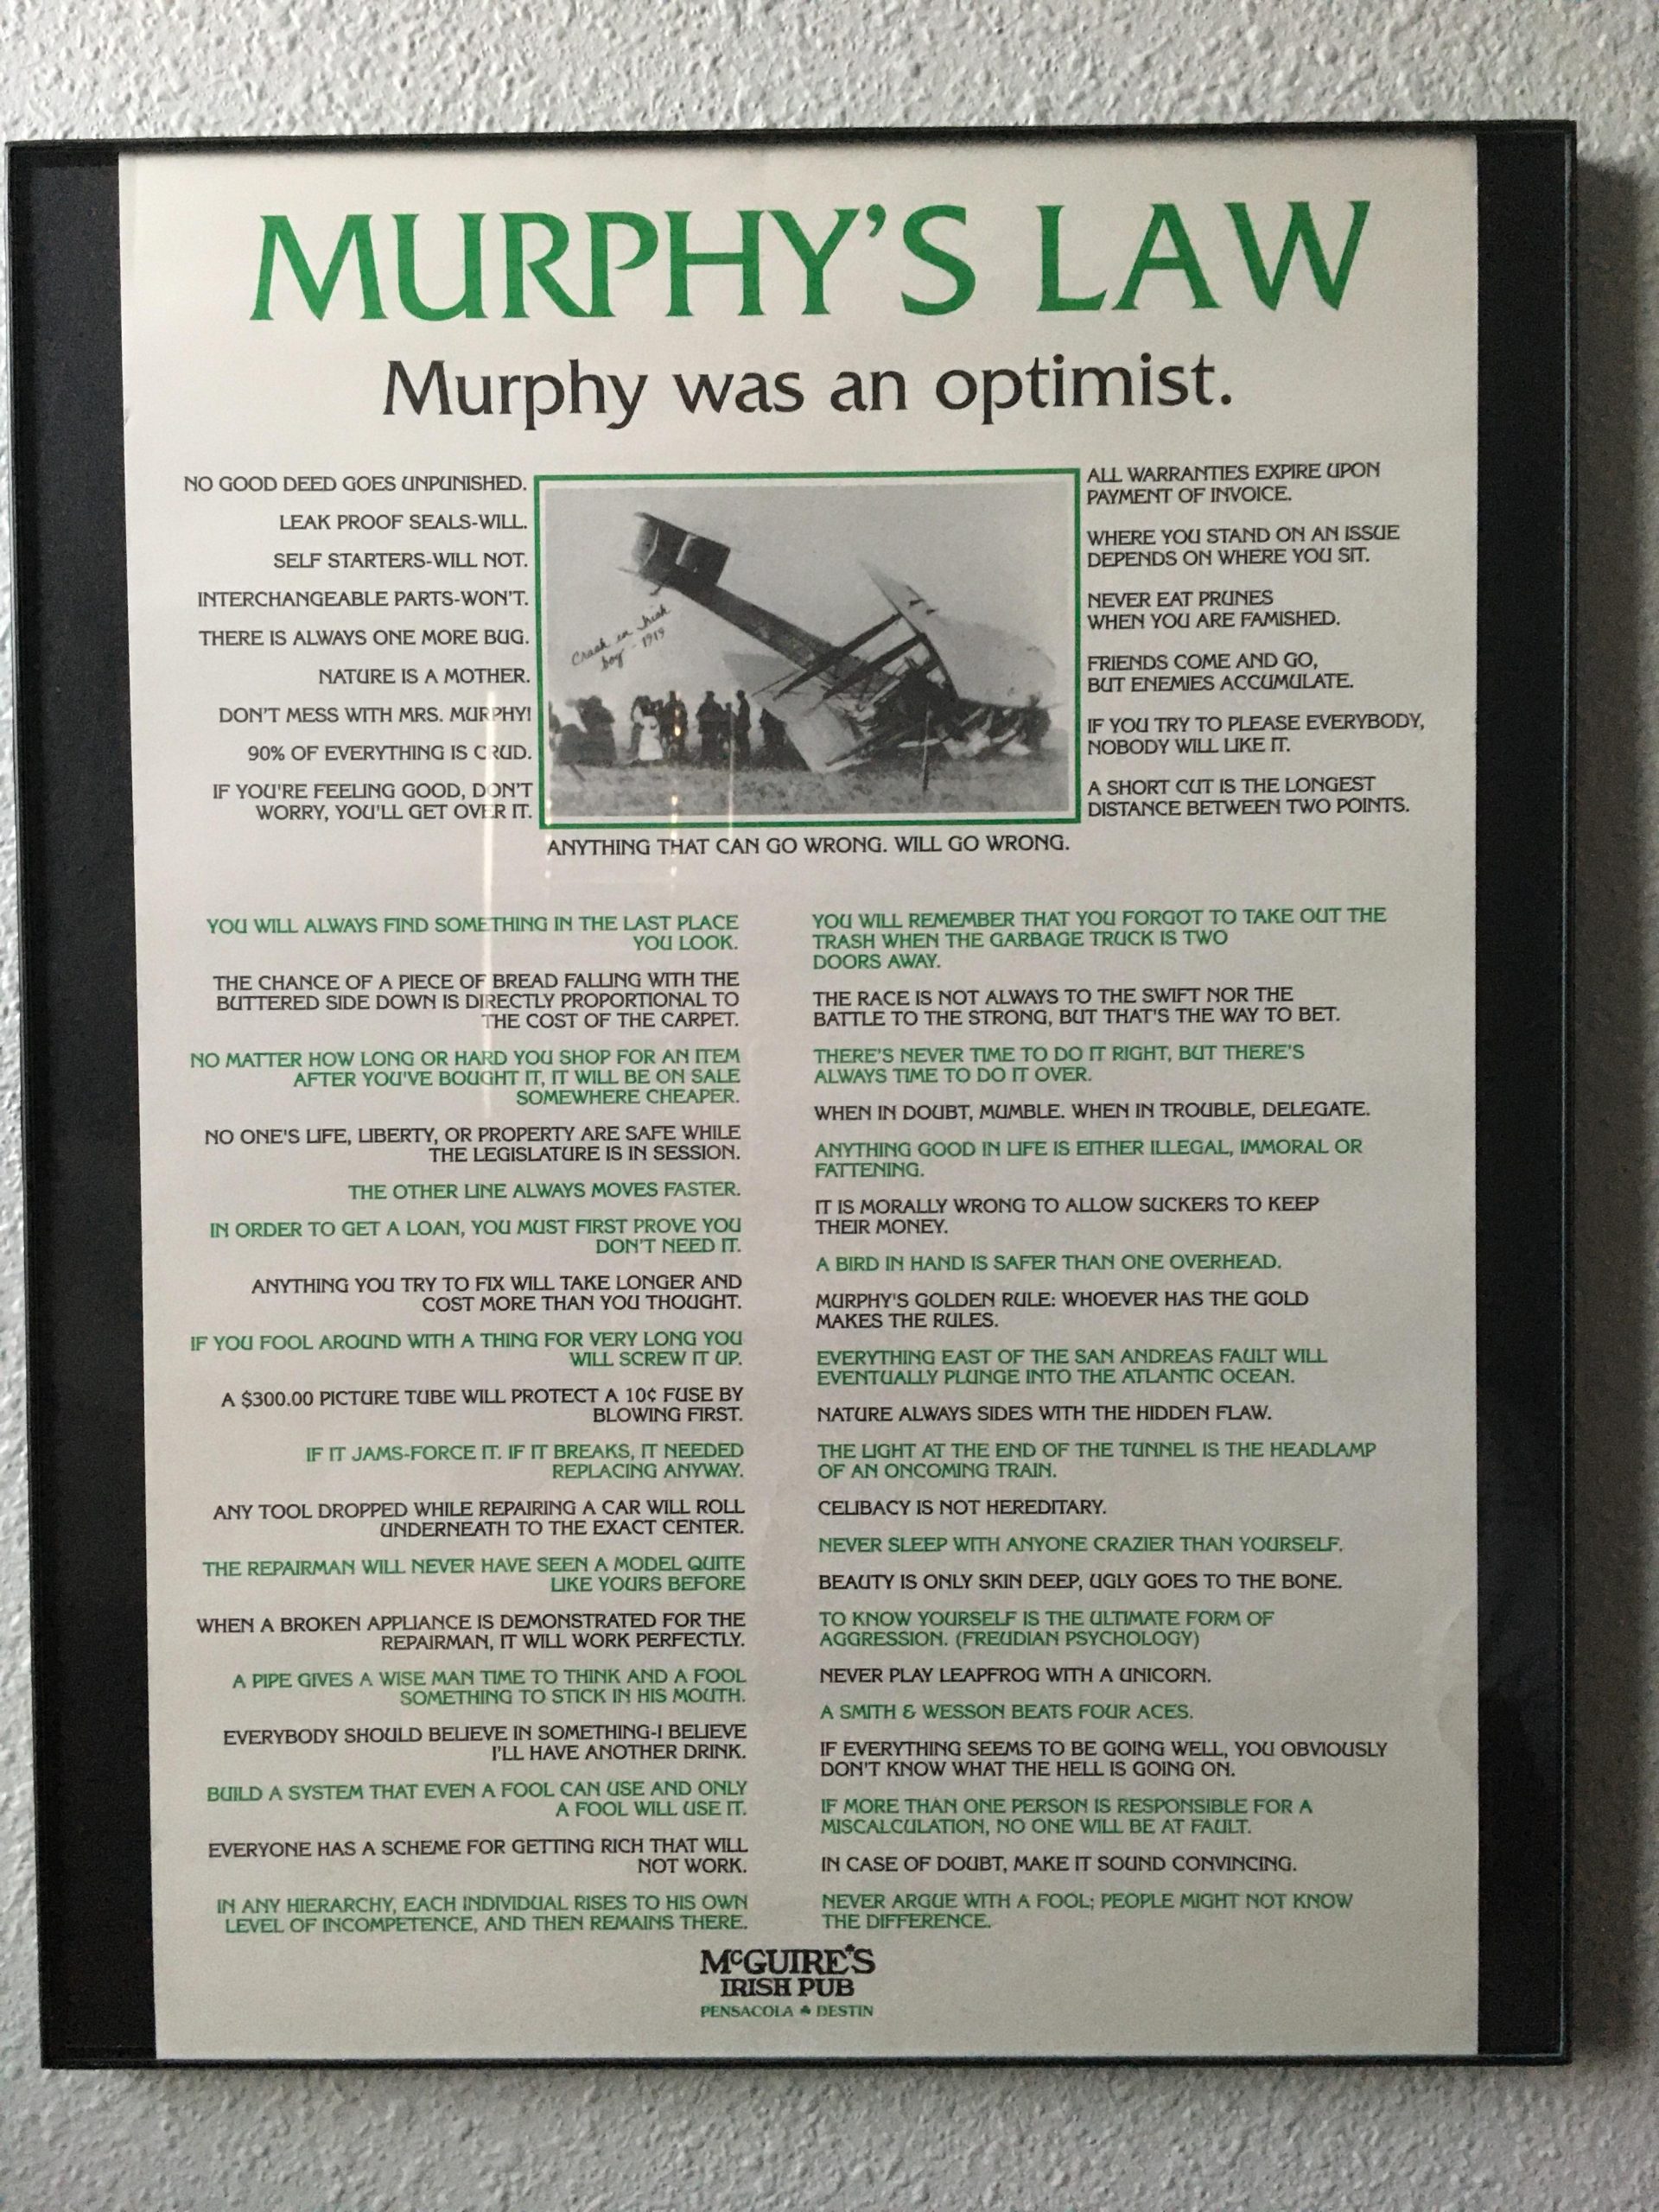 MURPHY'S LAW
Murphy was an optimist.
NO GOOD DEED GOES UNPUNISHED.
LEAK PROOF SEALS-WILL.
SELF STARTERS-WILL NOT.
INTERCHANGEABLE PARTS-WON'T.
THERE IS ALWAYS ONE MORE BUG.
NATURE IS A MOTHER.
DON'T MESS WITH MRS. MURPHY!
90% OF EVERYTHING IS CRUD.
IF YOU'RE FEELING GOOD, DON'T
WORRY, YOU'LL GET OVER IT.
Crash in
bog - 1919
ALL WARRANTIES EXPIRE UPON
PAYMENT OF INVOICE.
WHERE YOU STAND ON AN ISSUE
DEPENDS ON WHERE YOU SIT.
NEVER EAT PRUNES
WHEN YOU ARE FAMISHED.
FRIENDS COME AND GO,
BUT ENEMIES ACCUMULATE.
IF YOU TRY TO PLEASE EVERYBODY,
NOBODY WILL LIKE IT.
A SHORT CUT IS THE LONGEST
DISTANCE BETWEEN TWO POINTS.
ANYTHING THAT CAN GO WRONG. WILL GO WRONG.
YOU WILL ALWAYS FIND SOMETHING IN THE LAST PLACE
YOU LOOK.
THE CHANCE OF A PIECE OF BREAD FALLING WITH THE
BUTTERED SIDE DOWN IS DIRECTLY PROPORTIONAL TO
THE COST OF THE CARPET.
NO MATTER HOW LONG OR HARD YOU SHOP FOR AN ITEM
AFTER YOU'VE BOUGHT IT, IT WILL BE ON SALE
SOMEWHERE CHEAPER.
NO ONE'S LIFE, LIBERTY, OR PROPERTY ARE SAFE WHILE
THE LEGISLATURE IS IN SESSION.
THE OTHER LINE ALWAYS MOVES FASTER.
IN ORDER TO GET A LOAN, YOU MUST FIRST PROVE YOU
DON'T NEED IT.
ANYTHING YOU TRY TO FIX WILL TAKE LONGER AND
COST MORE THAN YOU THOUGHT.
IF YOU FOOL AROUND WITH A THING FOR VERY LONG YOU
WILL SCREW IT UP.
A $300.00 PICTURE TUBE WILL PROTECT A 10¢ FUSE BY
BLOWING FIRST.
IF IT JAMS-FORCE IT. IF IT BREAKS, IT NEEDED
REPLACING ANYWAY.
ANY TOOL DROPPED WHILE REPAIRING A CAR WILL ROLL
UNDERNEATH TO THE EXACT CENTER.
THE REPAIRMAN WILL NEVER HAVE SEEN A MODEL QUITE
LIKE YOURS BEFORE
WHEN A BROKEN APPLIANCE IS DEMONSTRATED FOR THE
REPAIRMAN, IT WILL WORK PERFECTLY.
A PIPE GIVES A WISE MAN TIME TO THINK AND A FOOL
SOMETHING TO STICK IN HIS MOUTH.
EVERYBODY SHOULD BELIEVE IN SOMETHING-I BELIEVE
I'LL HAVE ANOTHER DRINK.
BUILD A SYSTEM THAT EVEN A FOOL CAN USE AND ONLY
A FOOL WILL USE IT.
EVERYONE HAS A SCHEME FOR GETTING RICH THAT WILL
NOT WORK.
IN ANY HIERARCHY, EACH INDIVIDUAL RISES TO HIS OWN
LEVEL OF INCOMPETENCE, AND THEN REMAINS THERE.
YOU WILL REMEMBER THAT YOU FORGOT TO TAKE OUT THE
TRASH WHEN THE GARBAGE TRUCK IS TWO
DOORS AWAY.
THE RACE IS NOT ALWAYS TO THE SWIFT NOR THE
BATTLE TO THE STRONG, BUT THAT'S THE WAY TO BET.
THERE'S NEVER TIME TO DO IT RIGHT, BUT THERE'S
ALWAYS TIME TO DO IT OVER.
WHEN IN DOUBT, MUMBLE. WHEN IN TROUBLE, DELEGATE.
ANYTHING GOOD IN LIFE IS EITHER ILLEGAL, IMMORAL OR
FATTENING.
IT IS MORALLY WRONG TO ALLOW SUCKERS TO KEEP
THEIR MONEY.
A BIRD IN HAND IS SAFER THAN ONE OVERHEAD.
MURPHY'S GOLDEN RULE: WHOEVER HAS THE GOLD
MAKES THE RULES.
EVERYTHING EAST OF THE SAN ANDREAS FAULT WILL
EVENTUALLY PLUNGE INTO THE ATLANTIC OCEAN.
NATURE ALWAYS SIDES WITH THE HIDDEN FLAW.
THE LIGHT AT THE END OF THE TUNNEL IS THE HEADLAMP
OF AN ONCOMING TRAIN.
CELIBACY IS NOT HEREDITARY.
NEVER SLEEP WITH ANYONE CRAZIER THAN YOURSELF.
BEAUTY IS ONLY SKIN DEEP, UGLY GOES TO THE BONE.
TO KNOW YOURSELF IS THE ULTIMATE FORM OF
AGGRESSION. (FREUDIAN PSYCHOLOGY)
NEVER PLAY LEAPFROG WITH A UNICORN.
A SMITH & WESSON BEATS FOUR ACES.
IF EVERYTHING SEEMS TO BE GOING WELL, YOU OBVIOUSLY
DON'T KNOW WHAT THE HELL IS GOING ON.
IF MORE THAN ONE PERSON IS RESPONSIBLE FOR A
MISCALCULATION, NO ONE WILL BE AT FAULT.
IN CASE OF DOUBT, MAKE IT SOUND CONVINCING.
NEVER ARGUE WITH A FOOL; PEOPLE MIGHT NOT KNOW
THE DIFFERENCE.
McGUIRE'S
IRISH PUB
PENSACOLA ♣ DESTIN